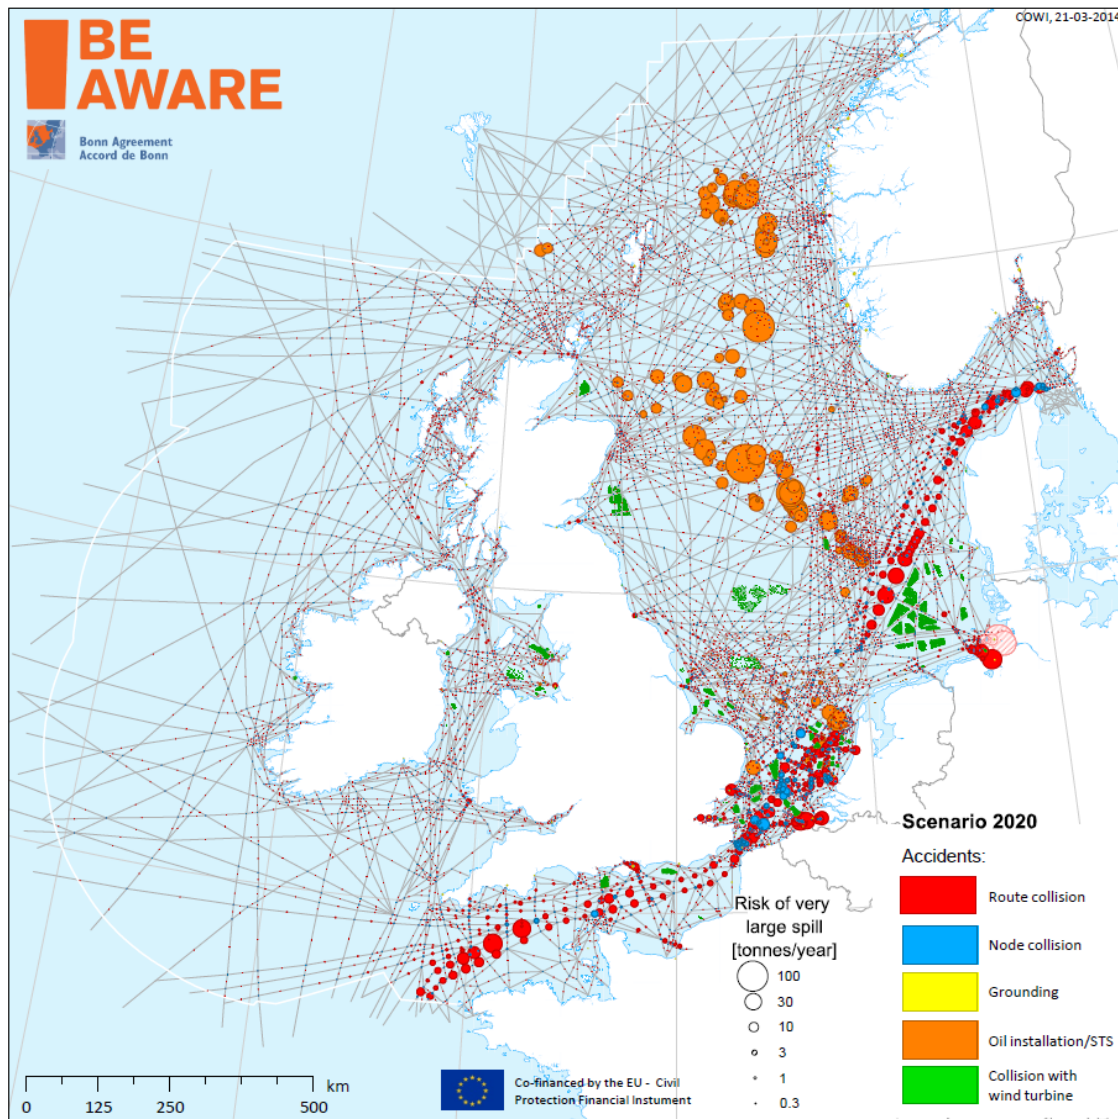 COWI, 21-03-2014
BE
AWARE
Bonn Agreement
Accord de Bonn
Scenario 2020
Accidents:
Route collision
Node collision
Grounding
Oil installation/STS
Collision with
wind turbine
Risk of very
large spill
[tonnes/year]
100
30
10
3
1
0.3
km
0 125 250 500
Co-financed by the EU - Civil
Protection Financial Instument